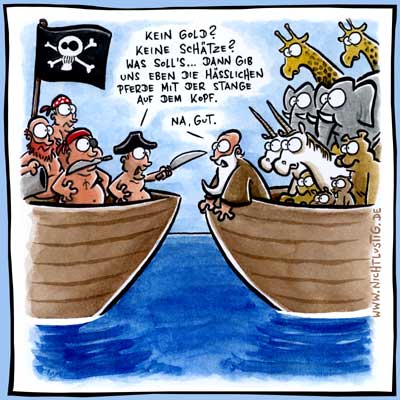 KEIN GOLD?
KEINE SCHÄTZE?
WAS SOLL'S... DANN GIB
UNS EBEN DIE HÄSSLICHEN
PFERDE MIT DER STANGE
AUF DEM KOPF.
NA, GUT.
WWW.NICHTLUSTIG.DE